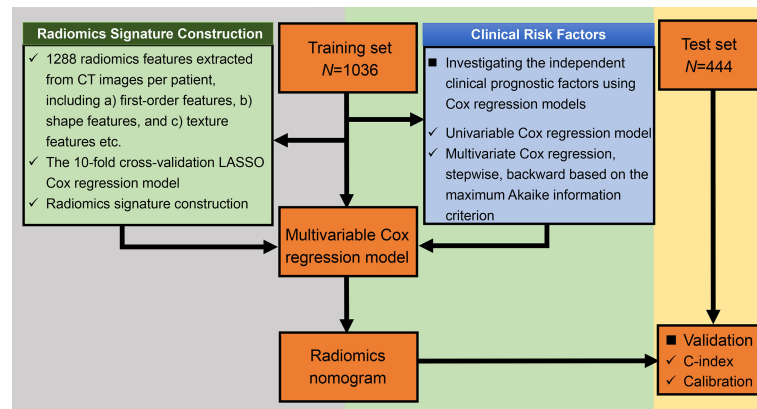 Radiomics Signature Construction
✓ 1288 radiomics features extracted
from CT images per patient,
including a) first-order features, b)
shape features, and c) texture
features etc.
✓ The 10-fold cross-validation LASSO
Cox regression model
✓ Radiomics signature construction
Training set
N=1036
Clinical Risk Factors
■ Investigating the independent
clinical prognostic factors using
Cox regression models
✓ Univariable Cox regression model
✓ Multivariate Cox regression,
stepwise, backward based on the
maximum Akaike information
criterion
Test set
N=444
Multivariable Cox
regression model
Radiomics
nomogram
■ Validation
✓ C-index
✓ Calibration